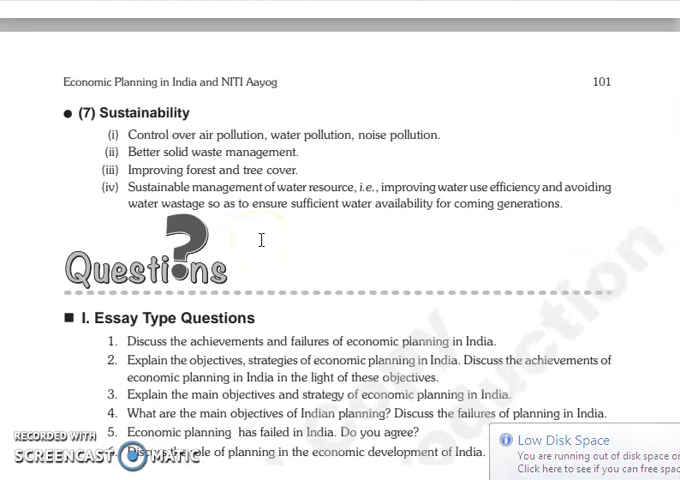 Economic Planning in India and NITI Aayog 101
● (7) Sustainability
(i) Control over air pollution, water pollution, noise pollution.
(ii) Better solid waste management.
(iii) Improving forest and tree cover.
(iv) Sustainable management of water resource, i.e., improving water use efficiency and avoiding
water wastage so as to ensure sufficient water availability for coming generations.
?
Questions
■ I. Essay Type Questions
1. Discuss the achievements and failures of economic planning in India.
2. Explain the objectives, strategies of economic planning in India. Discuss the achievements of
economic planning in India in the light of these objectives.
3. Explain the main objectives and strategy of economic planning in India.
4. What are the main objectives of Indian planning? Discuss the failures of planning in India.
5. Economic planning has failed in India. Do you agree?
role of planning in the economic development of India.
RECORDED WITH
SCREENCAST MATIC
Low Disk Space
You are running out of disk space o
Click here to see if you can free spac
Copy